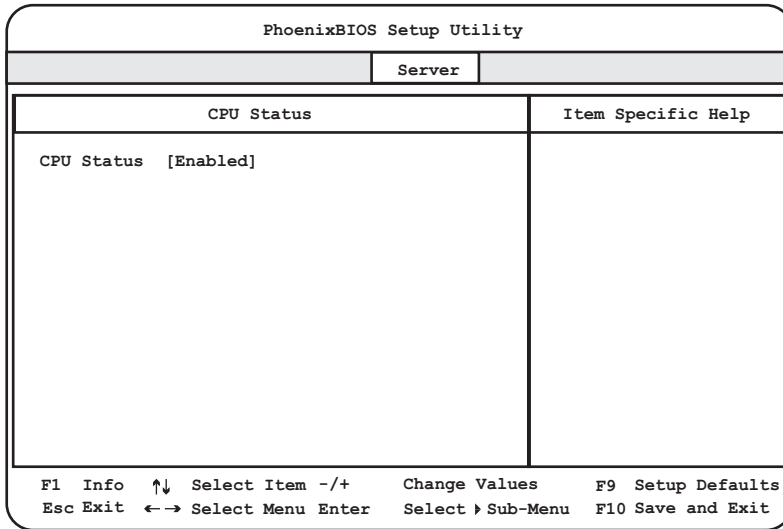 PhoenixBIOS Setup Utility
Server
CPU Status
Item Specific Help
CPU Status [Enabled]
F1 Info ↑↓ Select Item -/+ Change Values F9 Setup Defaults
Esc Exit ←→ Select Menu Enter Select ▸ Sub-Menu F10 Save and Exit